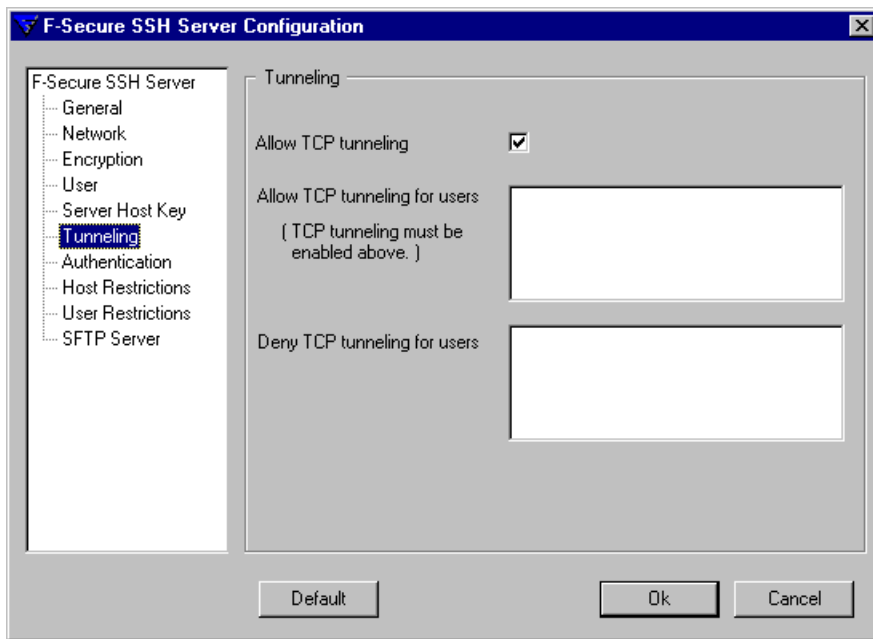 F-Secure SSH Server Configuration
F-Secure SSH Server
General
Network
Encryption
User
Server Host Key
Tunneling
Authentication
Host Restrictions
User Restrictions
SFTP Server
Tunneling
Allow TCP tunneling
Allow TCP tunneling for users
( TCP tunneling must be
enabled above. )
Deny TCP tunneling for users
Default
Ok
Cancel